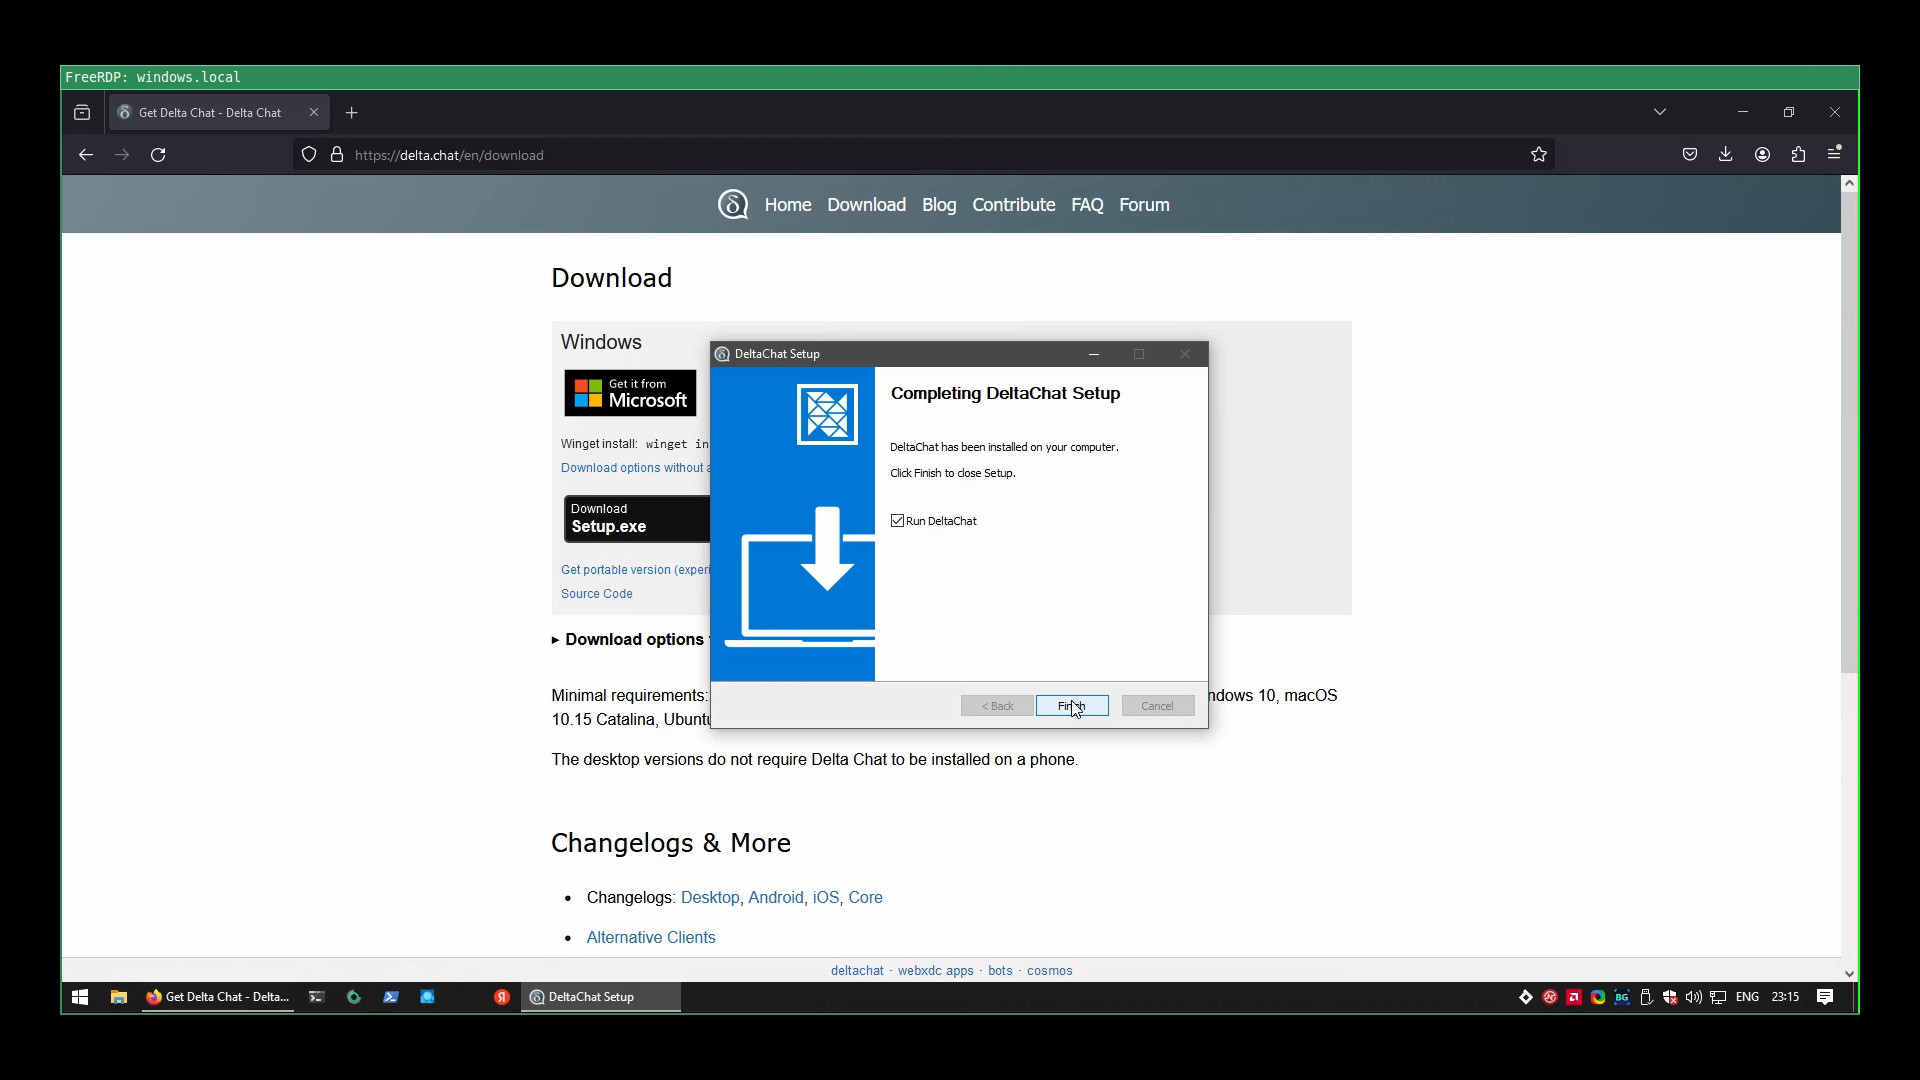 FreeRDP: windows.local
Get Delta Chat - Delta Chat
https://delta.chat/en/download
Home Download Blog Contribute FAQ Forum
Download
Windows
Get it from
Microsoft
Winget install: winget in
Download options without a
Download
Setup.exe
Get portable version (experi
Source Code
▸ Download options
Minimal requirements: ndows 10, macOS
10.15 Catalina, Ubuntu
The desktop versions do not require Delta Chat to be installed on a phone.
DeltaChat Setup
Completing DeltaChat Setup
DeltaChat has been installed on your computer.
Click Finish to close Setup.
Run DeltaChat
< Back Finish Cancel
Changelogs & More
• Changelogs: Desktop, Android, iOS, Core
• Alternative Clients
deltachat · webxdc apps · bots · cosmos
Get Delta Chat - Delta... Я DeltaChat Setup BG ENG 23:15